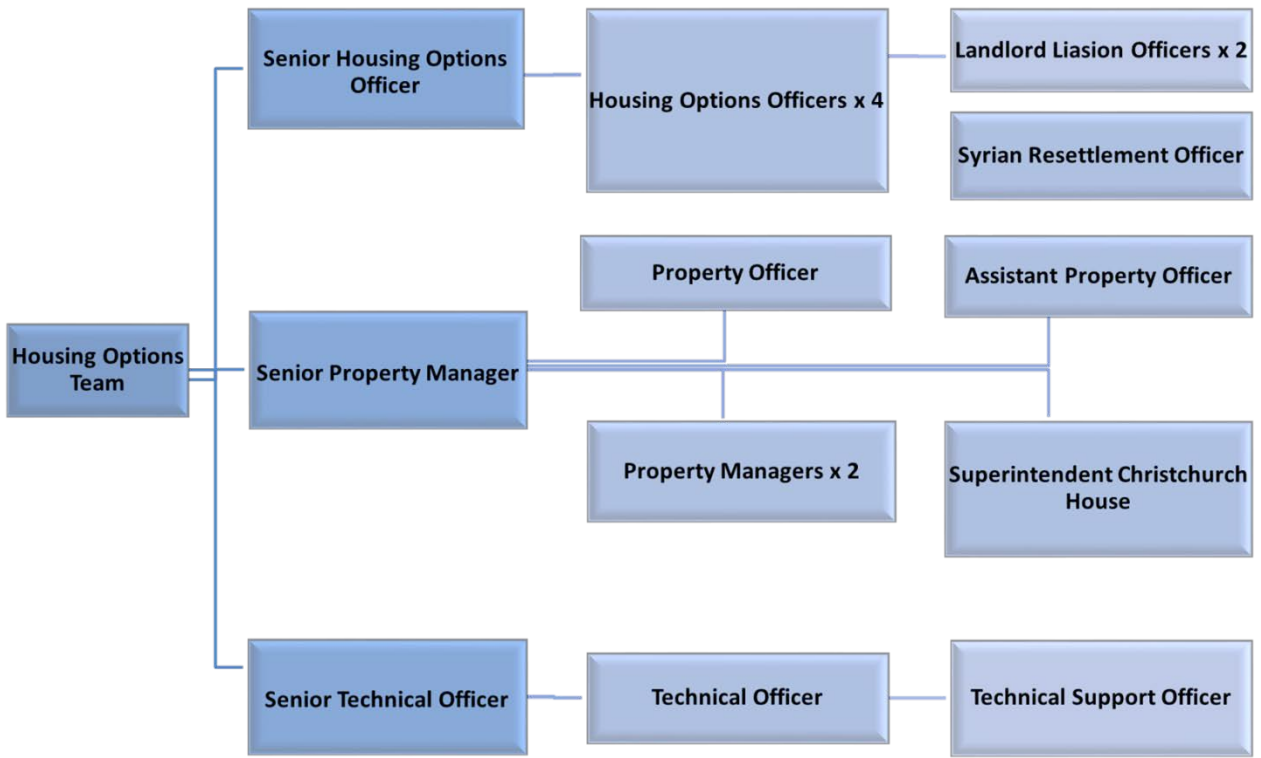 Senior Housing Options
Officer
Housing Options Officers x 4
Landlord Liasion Officers x 2
Syrian Resettlement Officer
Housing Options
Team
Senior Property Manager
Property Officer
Assistant Property Officer
Property Managers x 2
Superintendent Christchurch
House
Senior Technical Officer
Technical Officer
Technical Support Officer